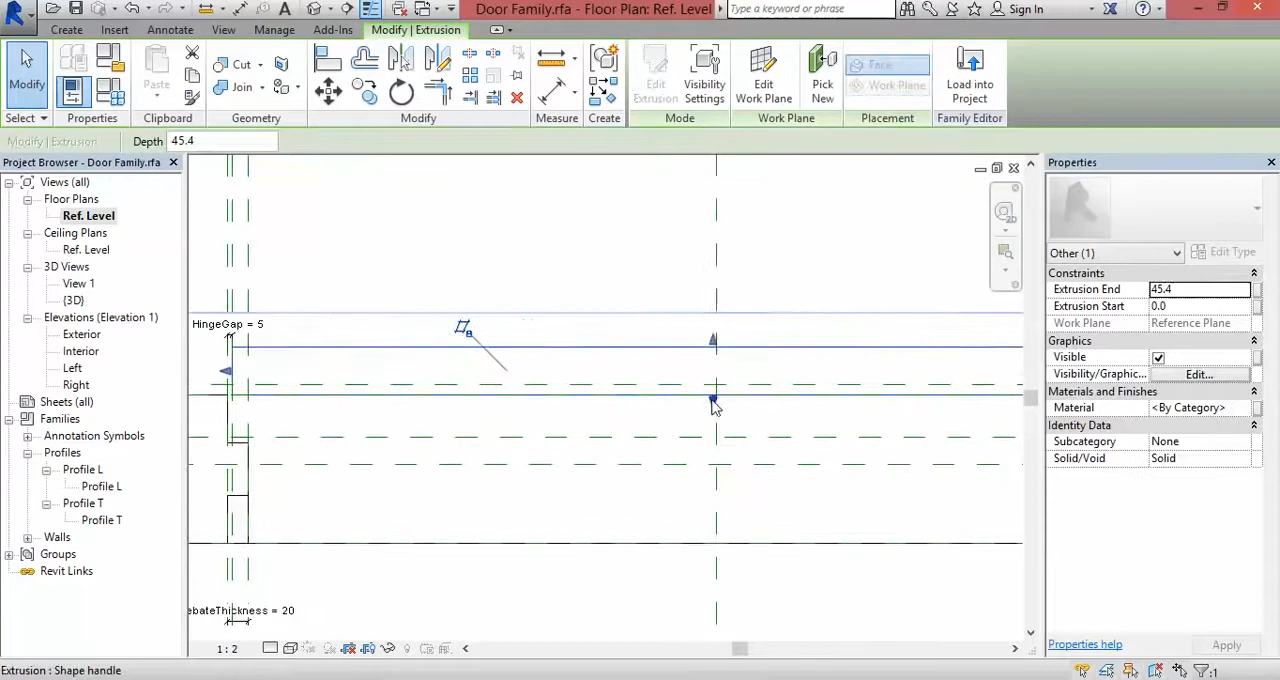 Door Family.rfa - Floor Plan: Ref. Level
Type a keyword or phrase
Sign In
Create Insert Annotate View Manage Add-Ins Modify | Extrusion
Modify
Paste
Cut
Join
Edit Extrusion
Visibility Settings
Edit Work Plane
Pick New
Face
Work Plane
Load into Project
Select Properties Clipboard Geometry Modify Measure Create Mode Work Plane Placement Family Editor
Modify | Extrusion Depth 45.4
Project Browser - Door Family.rfa
Views (all)
Floor Plans
Ref. Level
Ceiling Plans
Ref. Level
3D Views
View 1
{3D}
Elevations (Elevation 1)
Exterior
Interior
Left
Right
Sheets (all)
Families
Annotation Symbols
Profiles
Profile L
Profile L
Profile T
Profile T
Walls
Groups
Revit Links
HingeGap = 5
ebateThickness = 20
1 : 2
Properties
Other (1) Edit Type
Constraints
Extrusion End 45.4
Extrusion Start 0.0
Work Plane Reference Plane
Graphics
Visible
Visibility/Graphic... Edit...
Materials and Finishes
Material <By Category>
Identity Data
Subcategory None
Solid/Void Solid
Properties help Apply
Extrusion : Shape handle
:1